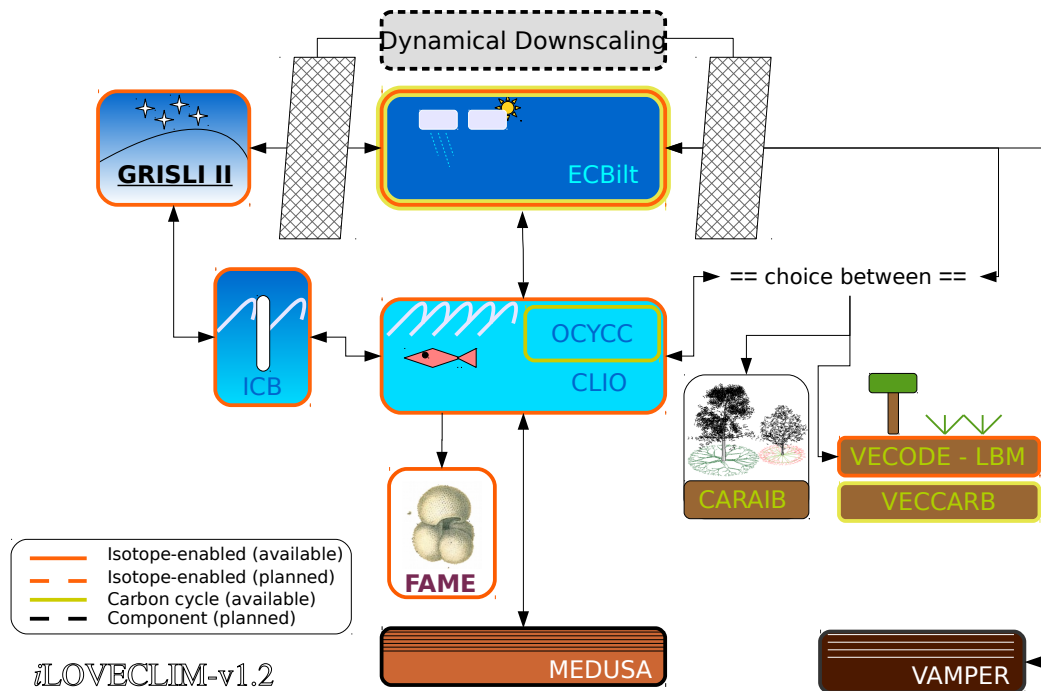 Dynamical Downscaling
GRISLI II
ECBilt
== choice between ==
ICB
OCYCC
CLIO
CARAIB
VECODE - LBM
VECCARB
FAME
Isotope-enabled (available)
Isotope-enabled (planned)
Carbon cycle (available)
Component (planned)
MEDUSA
VAMPER
iLOVECLIM-v1.2